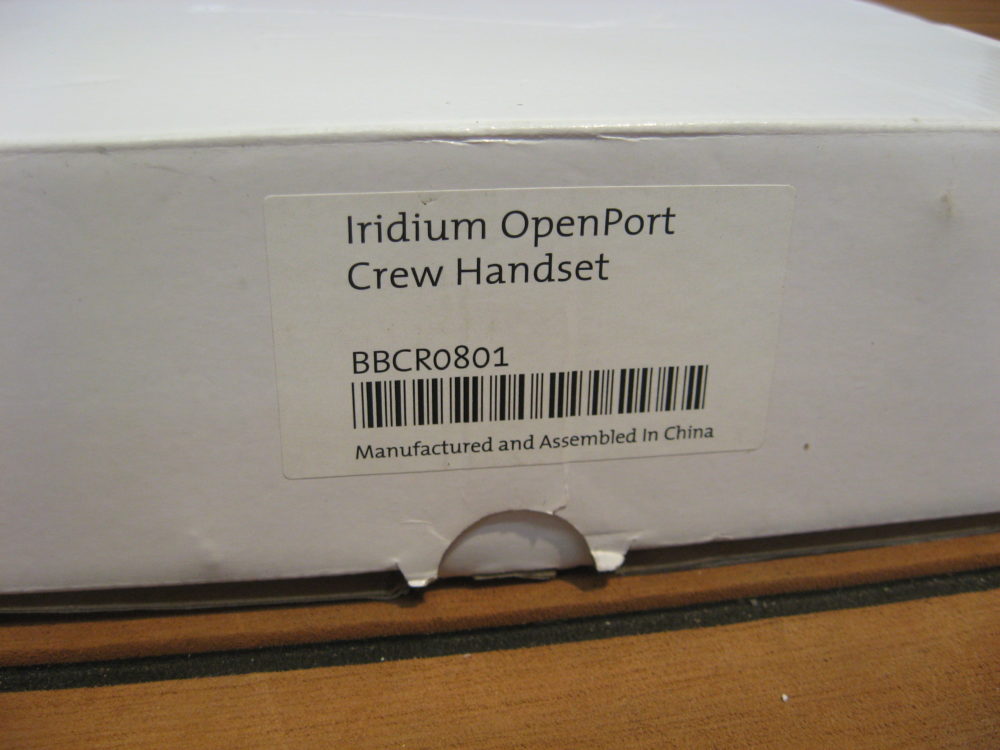 Iridium OpenPort
Crew Handset
BBCR0801
Manufactured and Assembled In China